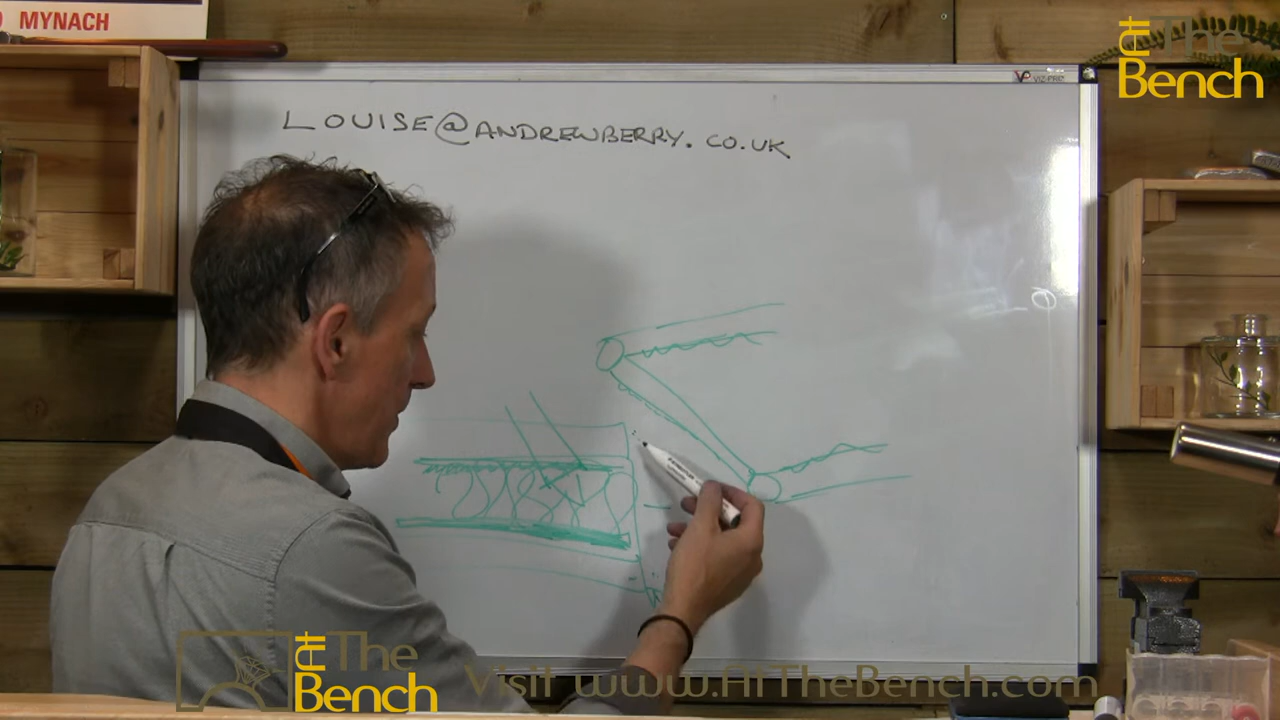 MYNACH
At The
Bench
LOUISE@ANDREWBERRY.CO.UK
At The
Bench
Visit www.AtTheBench.com